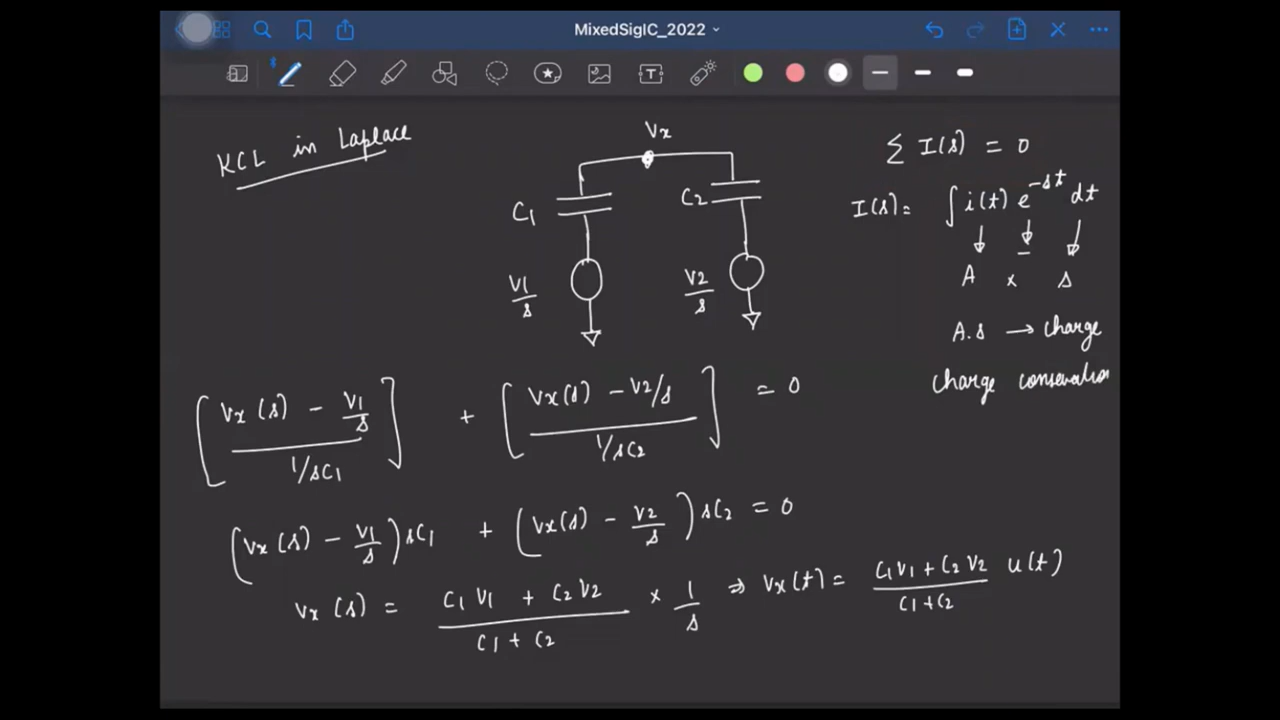 MixedSigIC_2022
KCL in Laplace
Vx
C1
C2
V1/s
V2/s
Σ I(s) = 0
I(s) = ∫ i(t) e^-st dt
A x s
A.s → charge
charge consevation
[(Vx(s) - V1/s) / (1/sC1)] + [(Vx(s) - V2/s) / (1/sC2)] = 0
(Vx(s) - V1/s) sC1 + (Vx(s) - V2/s) sC2 = 0
Vx(s) = (C1V1 + C2V2) / (C1 + C2) x 1/s ⇒ Vx(t) = (C1V1 + C2V2) / (C1+C2) u(t)